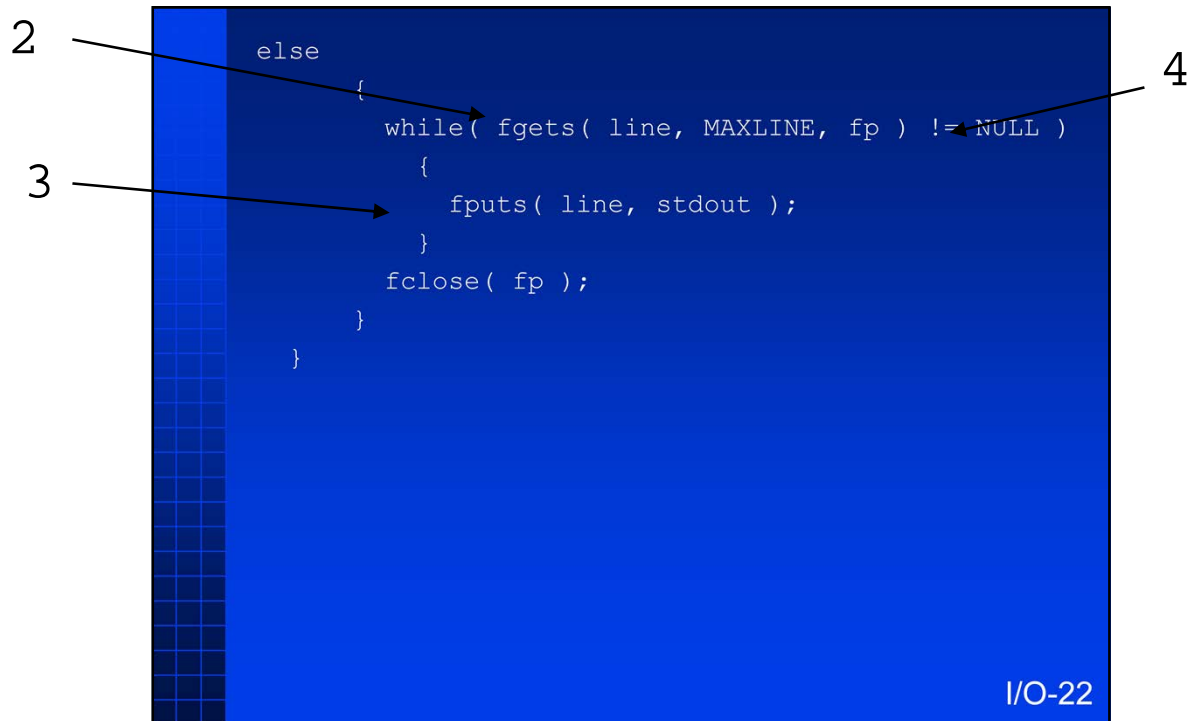 2
else
{
while( fgets( line, MAXLINE, fp ) != NULL )
4
{
3
fputs( line, stdout );
}
fclose( fp );
}
}
I/O-22